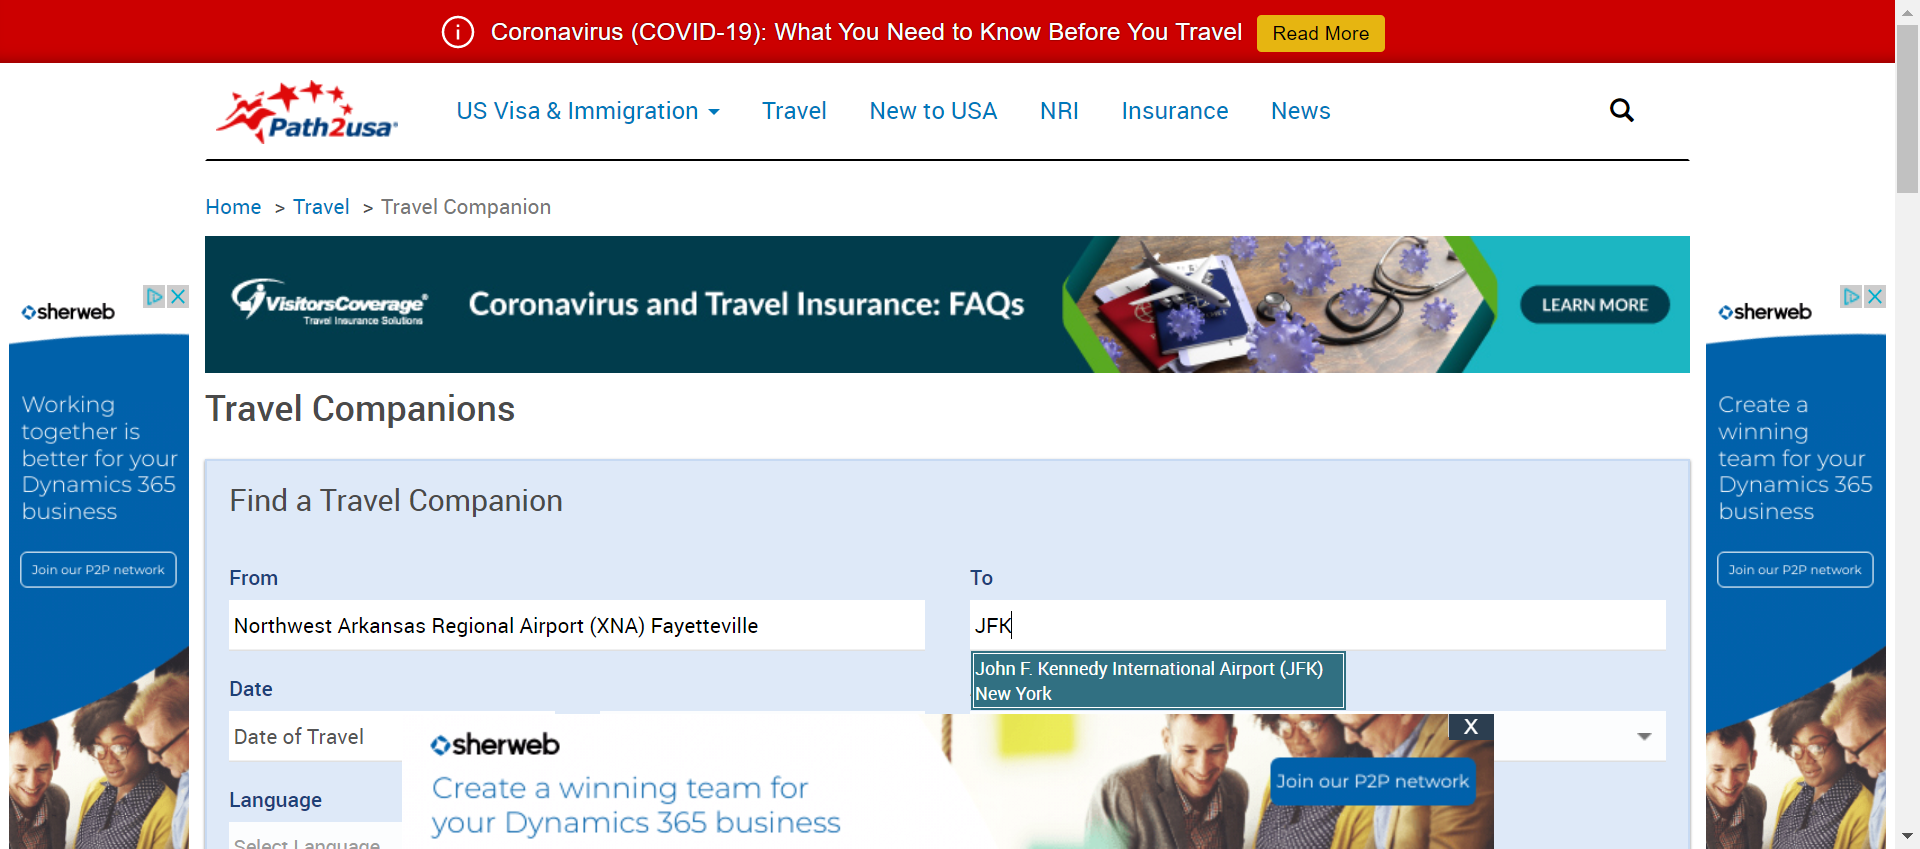 Coronavirus (COVID-19): What You Need to Know Before You Travel
Read More
Path2usa
US Visa & Immigration
Travel
New to USA
NRI
Insurance
News
Home > Travel > Travel Companion
VisitorsCoverage
Travel Insurance Solutions
Coronavirus and Travel Insurance: FAQs
LEARN MORE
sherweb
Working
together is
better for your
Dynamics 365
business
Join our P2P network
Travel Companions
Find a Travel Companion
From
Northwest Arkansas Regional Airport (XNA) Fayetteville
To
JFK
John F. Kennedy International Airport (JFK)
New York
Date
Date of Travel
Language
Select Language
sherweb
Create a winning team for
your Dynamics 365 business
Join our P2P network
X
sherweb
Create a
winning
team for your
Dynamics 365
business
Join our P2P network